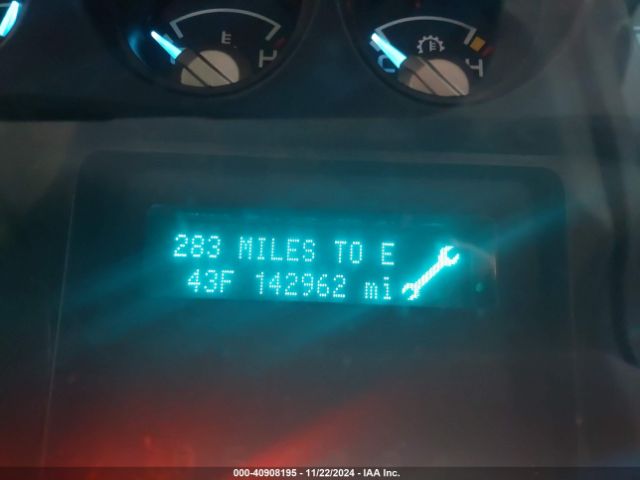 E H
C H
283 MILES TO E
43F 142962 mi
000-40908195 - 11/22/2024 - IAA Inc.